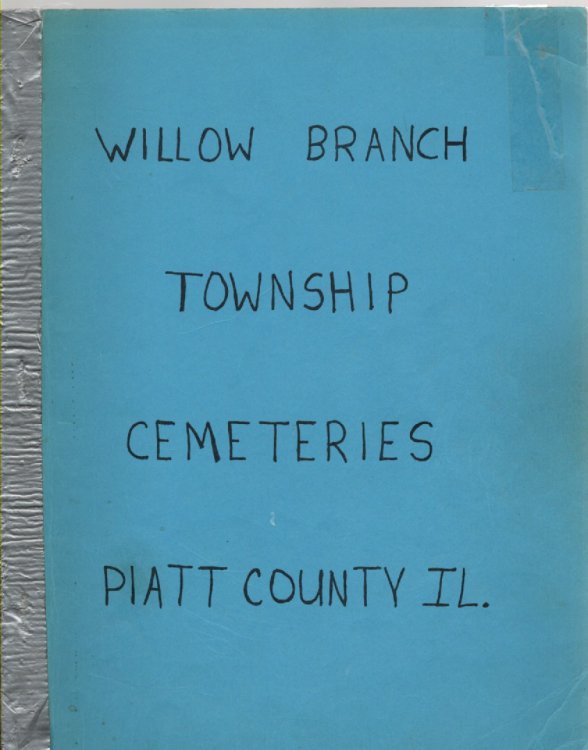 WILLOW BRANCH
TOWNSHIP
CEMETERIES
PIATT COUNTY IL.